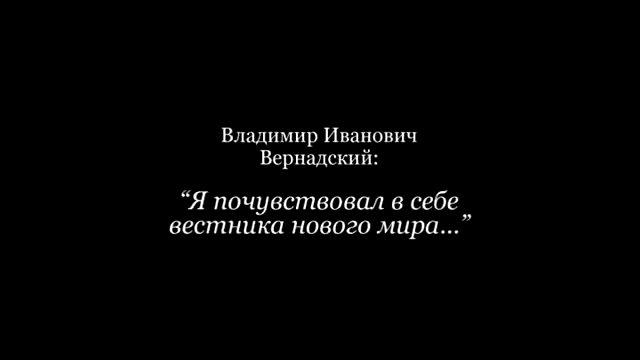 Владимир Иванович
Вернадский:
“Я почувствовал в себе
вестника нового мира...”